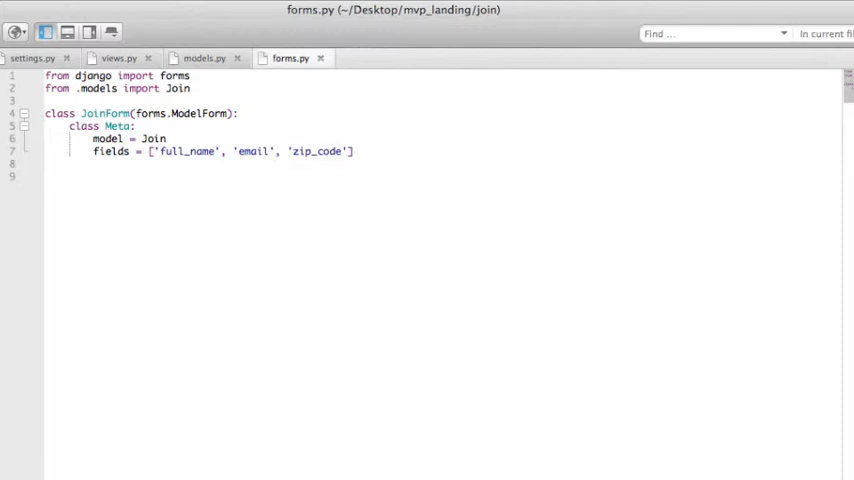 forms.py (~/Desktop/mvp_landing/join)
Find ...
In current fil
settings.py
views.py
models.py
forms.py
1 from django import forms
2 from .models import Join
3
4 class JoinForm(forms.ModelForm):
5 class Meta:
6 model = Join
7 fields = ['full_name', 'email', 'zip_code']
8
9